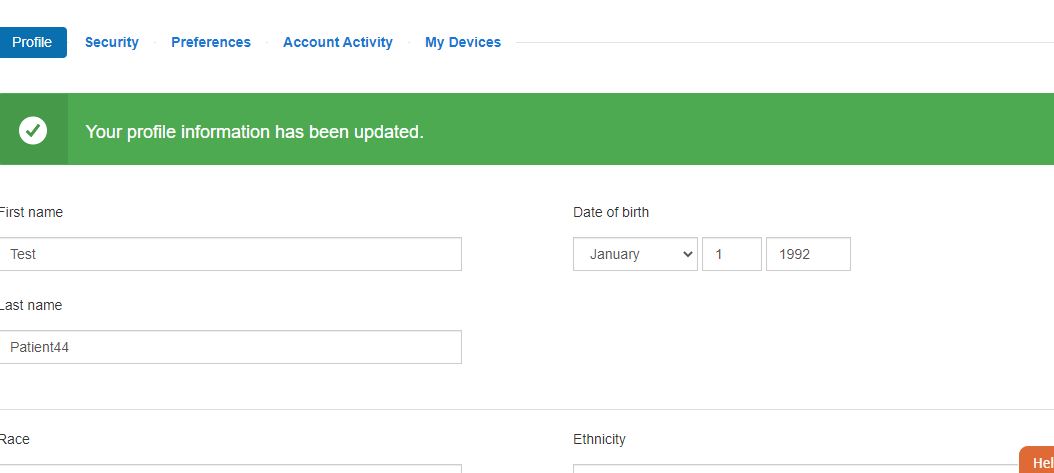 Profile Security Preferences Account Activity My Devices
Your profile information has been updated.
First name
Date of birth
Test
January 1 1992
Last name
Patient44
Race
Ethnicity
Hel